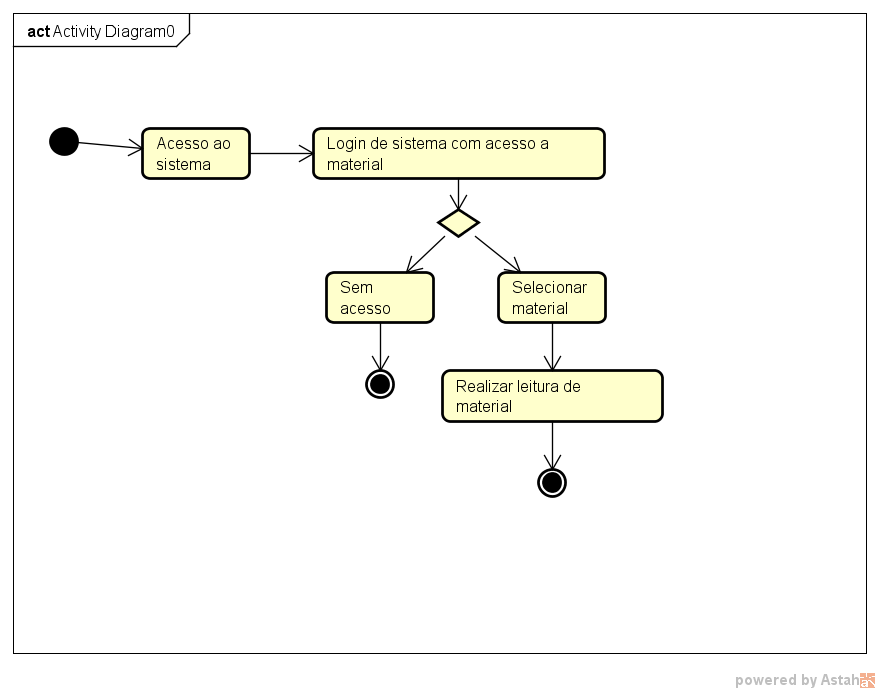 act Activity Diagram0
Acesso ao
sistema
Login de sistema com acesso a
material
Sem
acesso
Selecionar
material
Realizar leitura de
material
powered by Astah